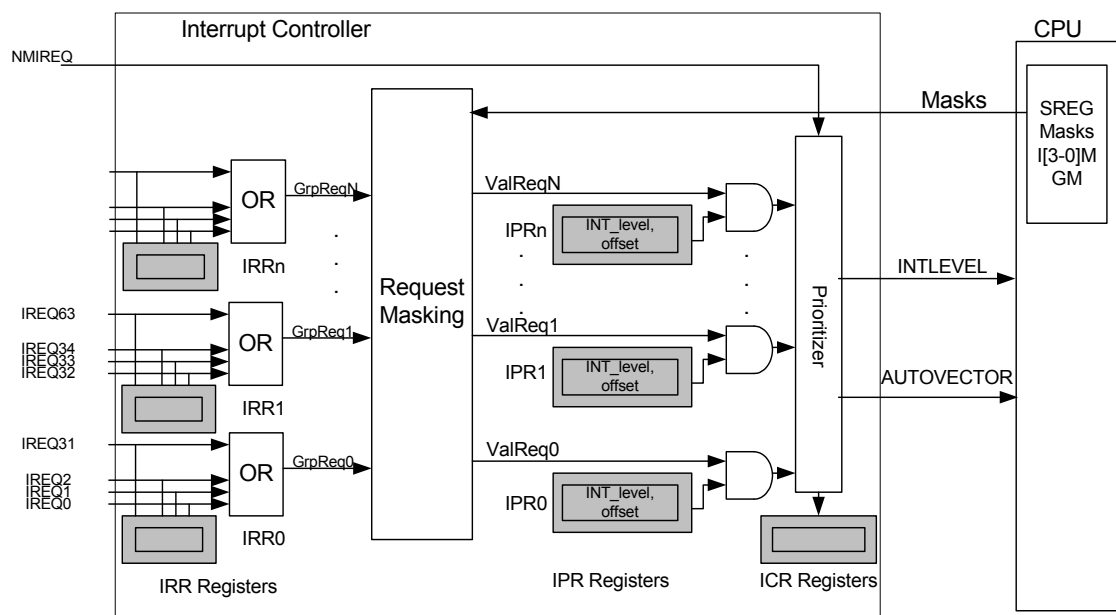 Interrupt Controller
CPU
NMIREQ
Masks
SREG
Masks
I[3-0]M
GM
OR
GrpReqN
ValReqN
IRRn
IPRn
INT_level,
offset
INTLEVEL
Request
Masking
Prioritizer
IREQ63
IREQ34
IREQ33
IREQ32
OR
GrpReq1
ValReq1
IRR1
IPR1
INT_level,
offset
AUTOVECTOR
IREQ31
IREQ2
IREQ1
IREQ0
OR
GrpReq0
ValReq0
IRR0
IPR0
INT_level,
offset
IRR Registers
IPR Registers
ICR Registers